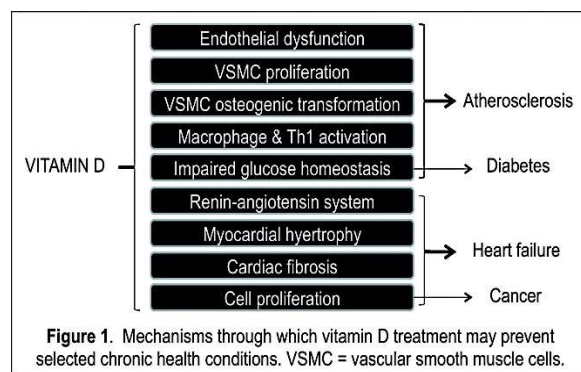 Endothelial dysfunction
VSMC proliferation
VSMC osteogenic transformation
Atherosclerosis
Macrophage & Th1 activation
VITAMIN D
Impaired glucose homeostasis
Diabetes
Renin-angiotensin system
Myocardial hyertrophy
Heart failure
Cardiac fibrosis
Cell proliferation
Cancer
Figure 1. Mechanisms through which vitamin D treatment may prevent
selected chronic health conditions. VSMC = vascular smooth muscle cells.